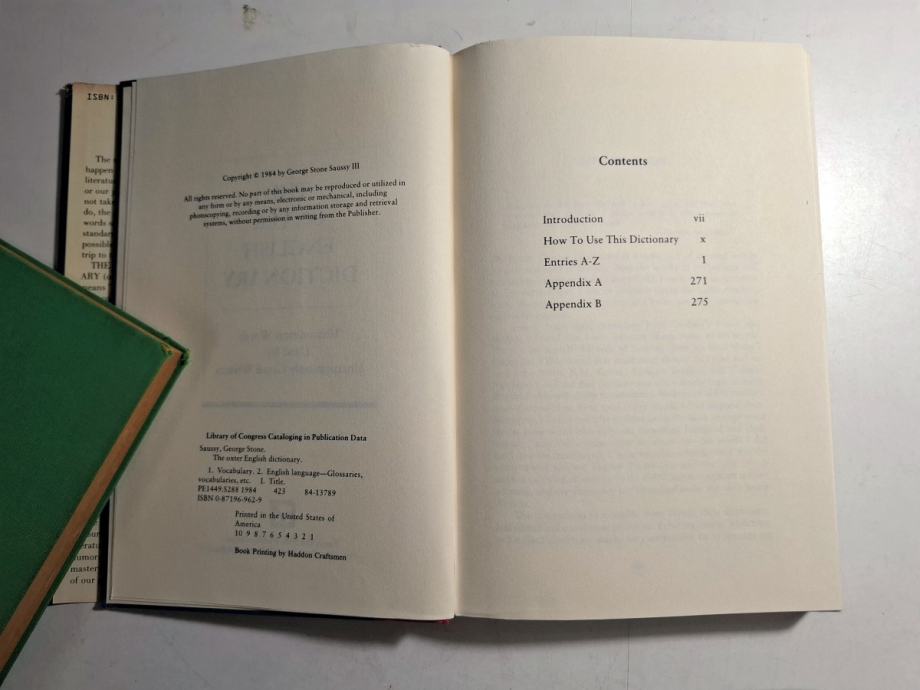 ISBN:
The
happen
literatu
or our
not tak
do, the
words s
standar
possibl
trip to t
THE
ARY (o
means
our
eratu
umor
master
of our
Copyright © 1984 by George Stone Saussy III
All rights reserved. No part of this book may be reproduced or utilized in
any form or by any means, electronic or mechanical, including
photocopying, recording or by any information storage and retrieval
systems, without permission in writing from the Publisher.
Library of Congress Cataloging in Publication Data
Saussy, George Stone.
The oxter English dictionary.
1. Vocabulary. 2. English language—Glossaries,
vocabularies, etc. I. Title.
PE1449.S288 1984 423 84-13789
ISBN 0-87196-962-9
Printed in the United States of
America
10 9 8 7 6 5 4 3 2 1
Book Printing by Haddon Craftsmen
Contents
Introduction vii
How To Use This Dictionary x
Entries A-Z 1
Appendix A 271
Appendix B 275